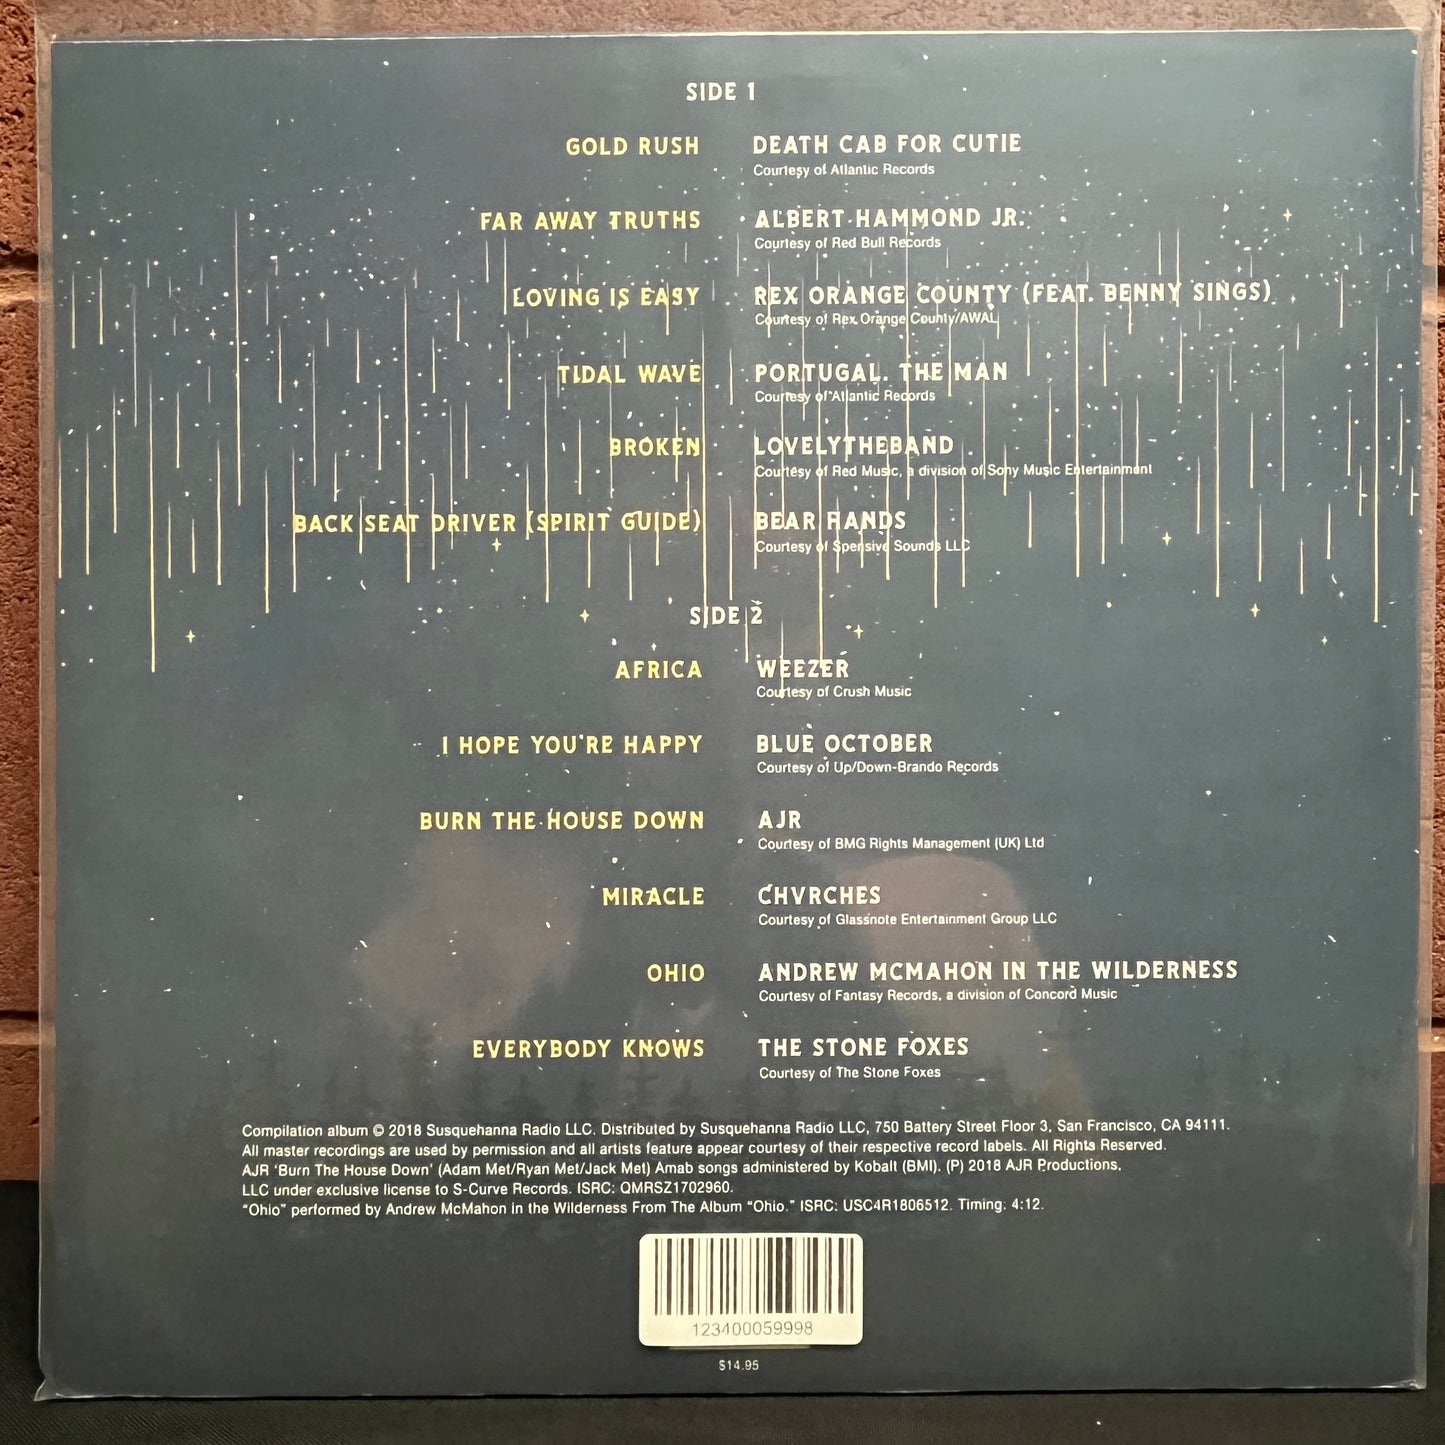 SIDE 1
GOLD RUSH DEATH CAB FOR CUTIE
Courtesy of Atlantic Records
FAR AWAY TRUTHS ALBERT HAMMOND JR.
Courtesy of Red Bull Records
LOVING IS EASY REX ORANGE COUNTY (FEAT. BENNY SINGS)
Courtesy of Rex Orange County/AWAL
TIDAL WAVE PORTUGAL. THE MAN
Courtesy of Atlantic Records
BROKEN LOVELYTHEBAND
Courtesy of Red Music, a division of Sony Music Entertainment
BACK SEAT DRIVER (SPIRIT GUIDE) BEAR HANDS
Courtesy of Spensive Sounds LLC
SIDE 2
AFRICA WEEZER
Courtesy of Crush Music
I HOPE YOU'RE HAPPY BLUE OCTOBER
Courtesy of Up/Down-Brando Records
BURN THE HOUSE DOWN AJR
Courtesy of BMG Rights Management (UK) Ltd
MIRACLE CHVRCHES
Courtesy of Glassnote Entertainment Group LLC
OHIO ANDREW MCMAHON IN THE WILDERNESS
Courtesy of Fantasy Records, a division of Concord Music
EVERYBODY KNOWS THE STONE FOXES
Courtesy of The Stone Foxes
Compilation album © 2018 Susquehanna Radio LLC. Distributed by Susquehanna Radio LLC, 750 Battery Street Floor 3, San Francisco, CA 94111.
All master recordings are used by permission and all artists feature appear courtesy of their respective record labels. All Rights Reserved.
AJR 'Burn The House Down' (Adam Met/Ryan Met/Jack Met) Amab songs administered by Kobalt (BMI). (P) 2018 AJR Productions,
LLC under exclusive license to S-Curve Records. ISRC: QMRSZ1702960.
"Ohio" performed by Andrew McMahon in the Wilderness From The Album "Ohio." ISRC: USC4R1806512. Timing: 4:12.
123400059998
$14.95